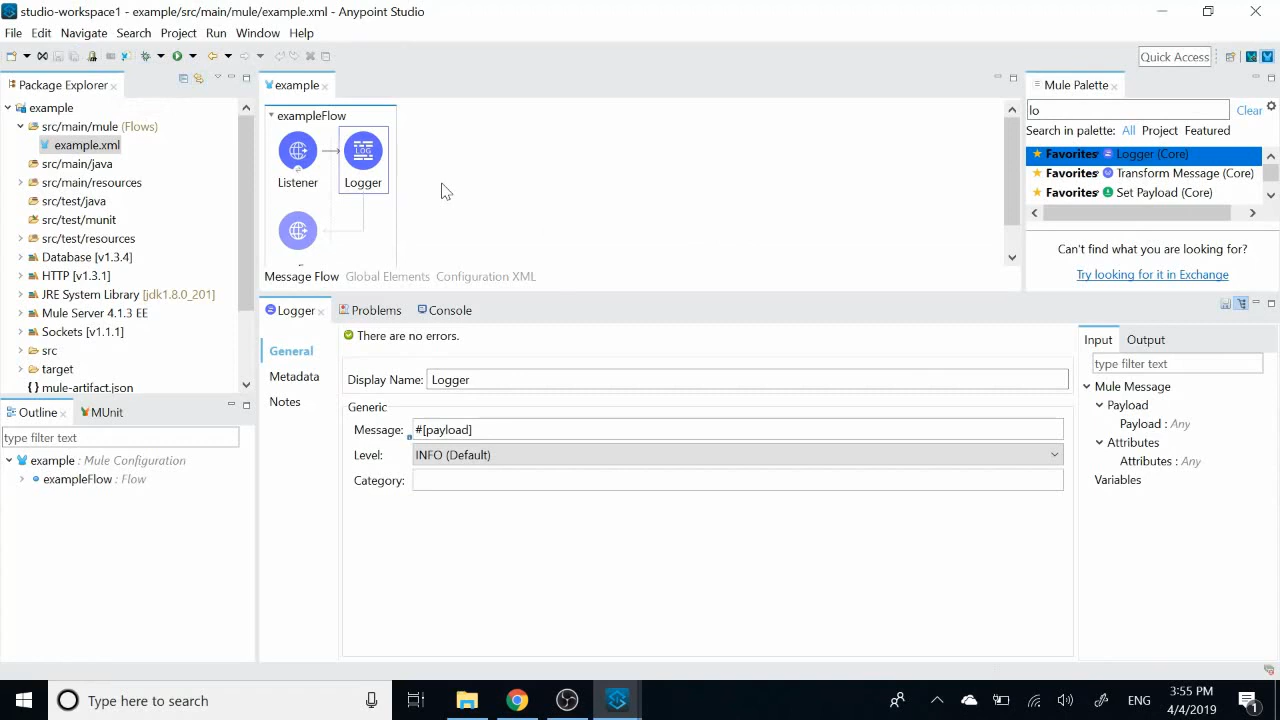 studio-workspace1 - example/src/main/mule/example.xml - Anypoint Studio
File Edit Navigate Search Project Run Window Help
Quick Access
Package Explorer
example
src/main/mule (Flows)
example.xml
src/main/java
src/main/resources
src/test/java
src/test/munit
src/test/resources
Database [v1.3.4]
HTTP [v1.3.1]
JRE System Library [jdk1.8.0_201]
Mule Server 4.1.3 EE
Sockets [v1.1.1]
src
target
mule-artifact.json
Outline MUnit
type filter text
example : Mule Configuration
exampleFlow : Flow
example
exampleFlow
LOG
Listener Logger
Message Flow Global Elements Configuration XML
Mule Palette
lo
Clear
Search in palette: All Project Featured
Favorites Logger (Core)
Favorites Transform Message (Core)
Favorites Set Payload (Core)
Can't find what you are looking for?
Try looking for it in Exchange
Logger Problems Console
There are no errors.
General
Metadata
Notes
Display Name: Logger
Generic
Message: #[payload]
Level: INFO (Default)
Category:
Input Output
type filter text
Mule Message
Payload
Payload : Any
Attributes
Attributes : Any
Variables
Type here to search
ENG
3:55 PM
4/4/2019
1